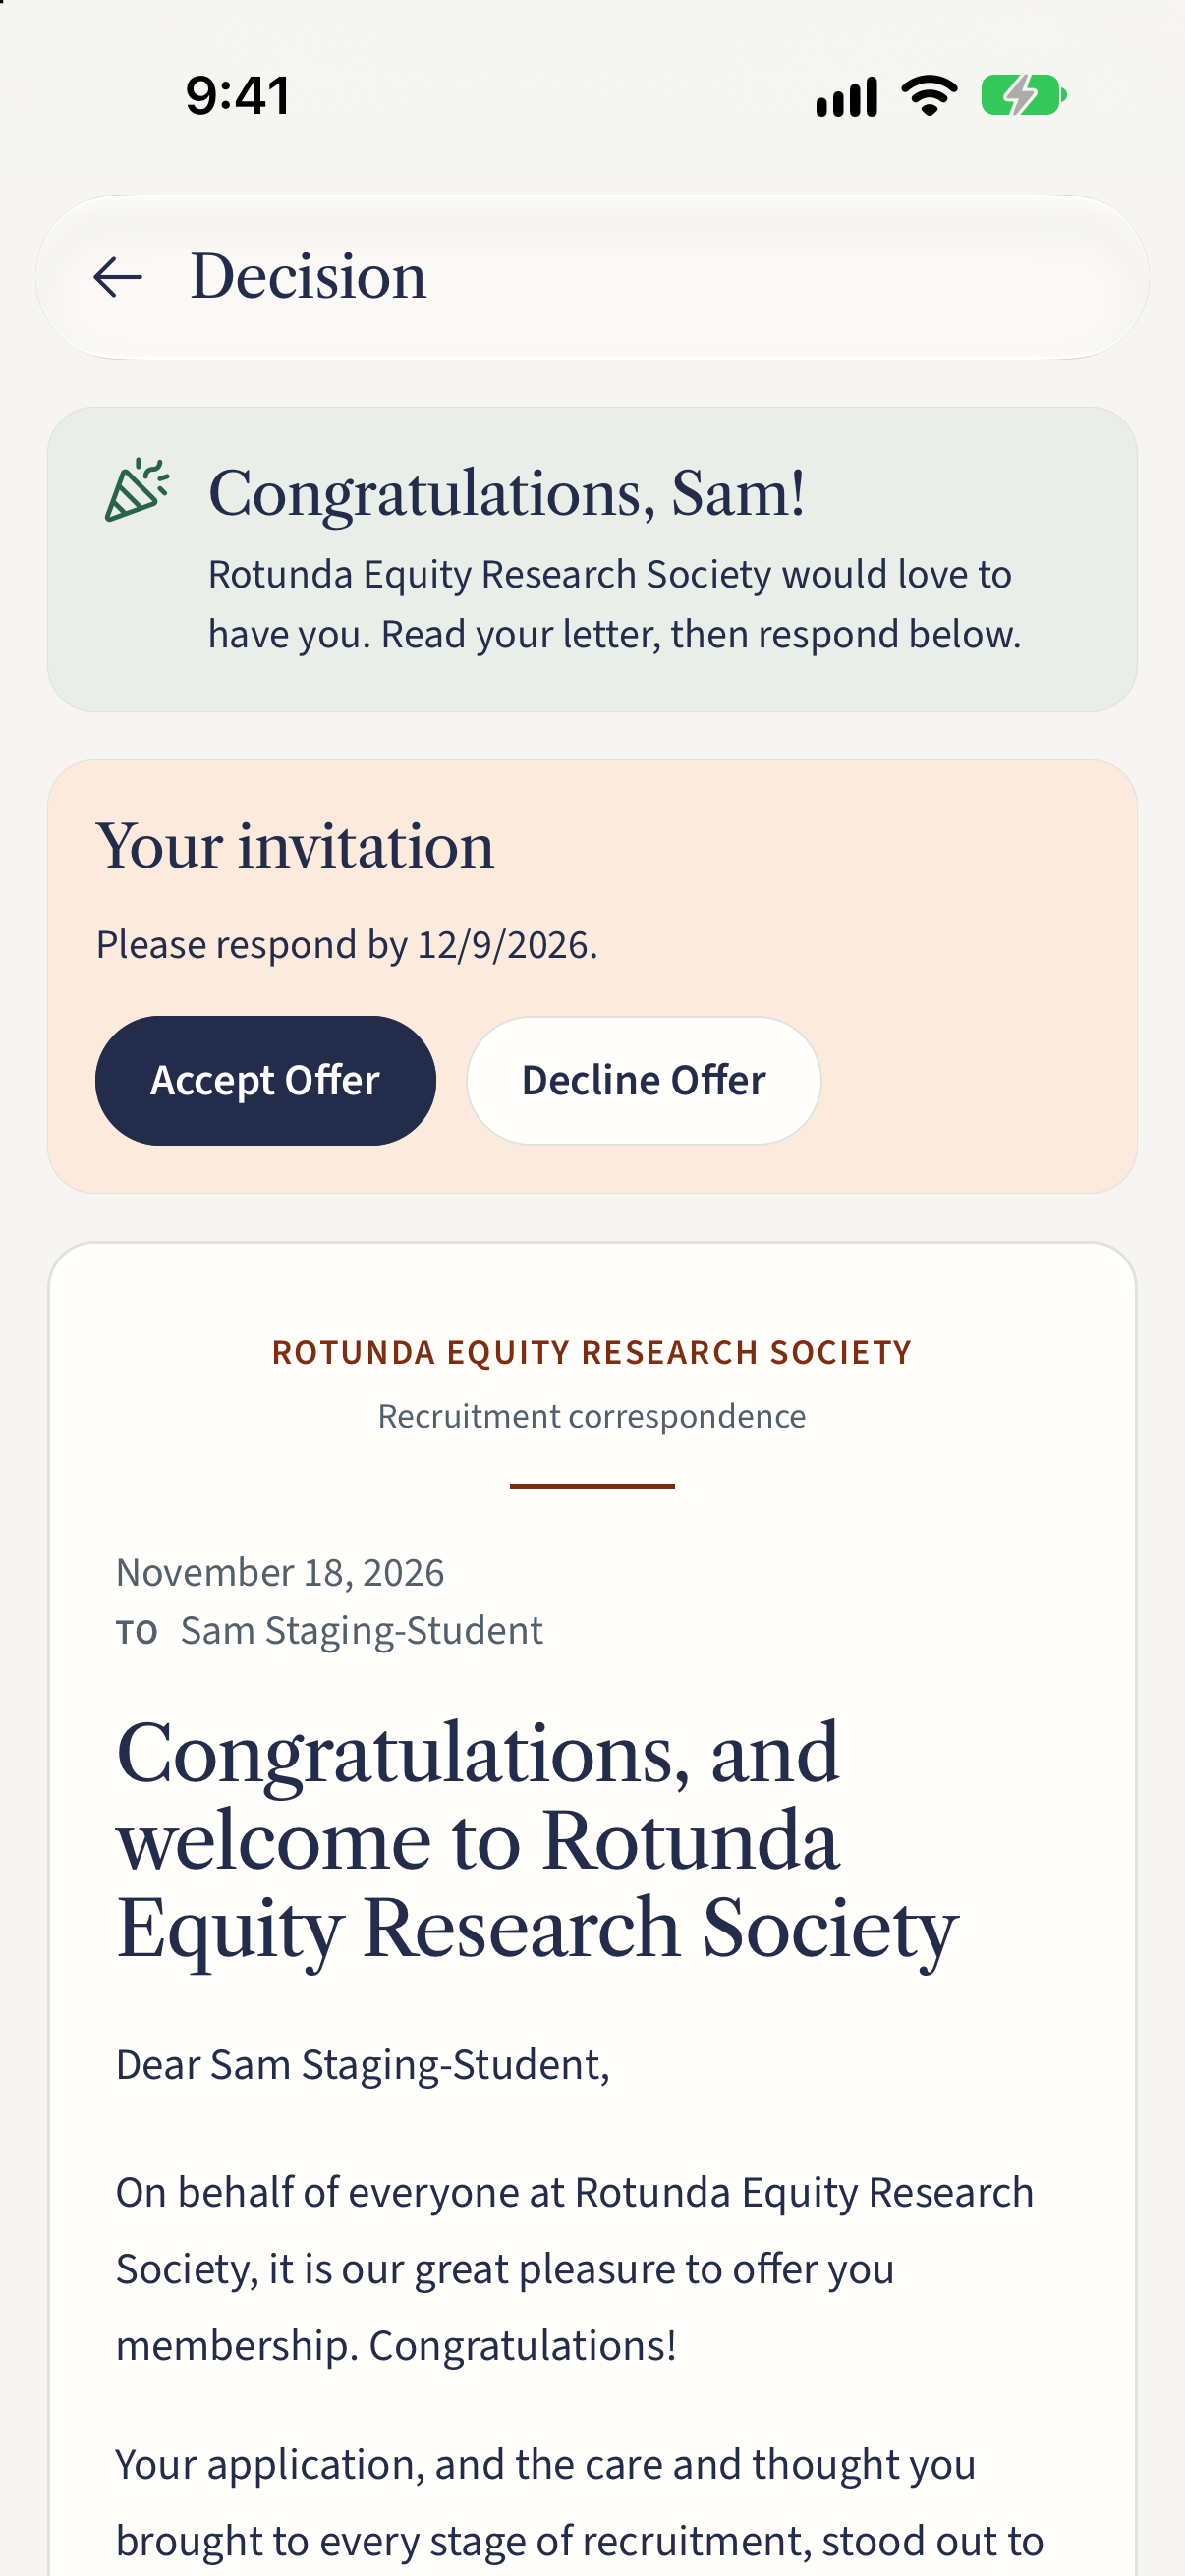 9:41
Decision
Congratulations, Sam!
Rotunda Equity Research Society would love to
have you. Read your letter, then respond below.
Your invitation
Please respond by 12/9/2026.
Accept Offer
Decline Offer
ROTUNDA EQUITY RESEARCH SOCIETY
Recruitment correspondence
November 18, 2026
TO Sam Staging-Student
Congratulations, and
welcome to Rotunda
Equity Research Society
Dear Sam Staging-Student,
On behalf of everyone at Rotunda Equity Research
Society, it is our great pleasure to offer you
membership. Congratulations!
Your application, and the care and thought you
brought to every stage of recruitment, stood out to